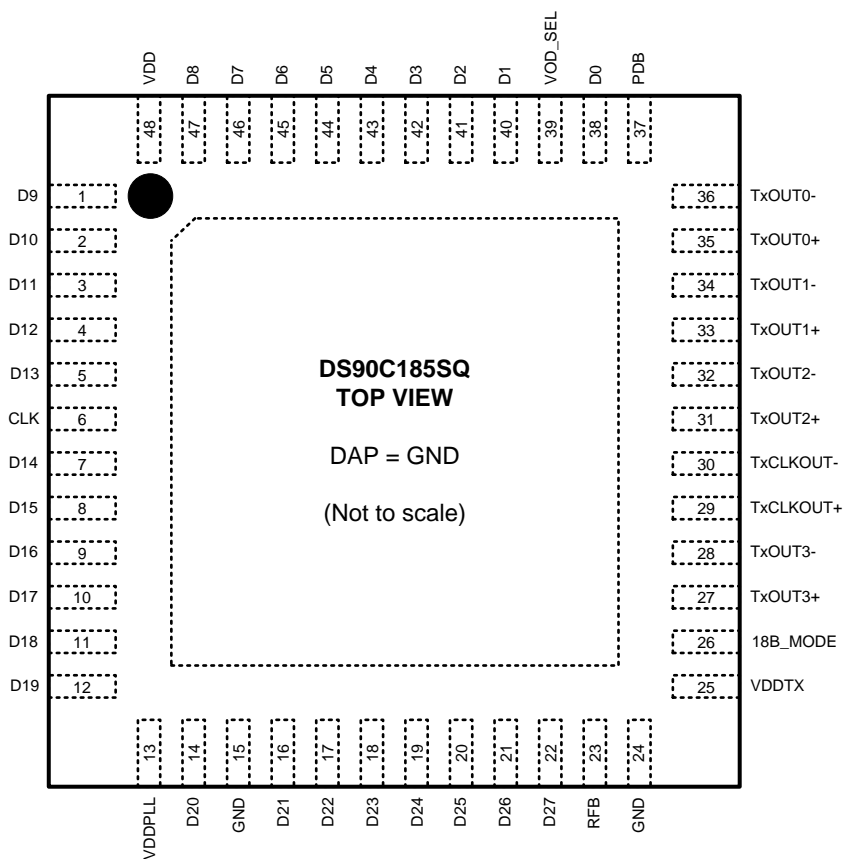 VDD
D8
D7
D6
D5
D4
D3
D2
D1
VOD_SEL
D0
PDB
48
47
46
45
44
43
42
41
40
39
38
37
D9 1
D10 2
D11 3
D12 4
D13 5
CLK 6
D14 7
D15 8
D16 9
D17 10
D18 11
D19 12
DS90C185SQ
TOP VIEW
DAP = GND
(Not to scale)
36 TxOUT0-
35 TxOUT0+
34 TxOUT1-
33 TxOUT1+
32 TxOUT2-
31 TxOUT2+
30 TxCLKOUT-
29 TxCLKOUT+
28 TxOUT3-
27 TxOUT3+
26 18B_MODE
25 VDDTX
13
14
15
16
17
18
19
20
21
22
23
24
VDDPLL
D20
GND
D21
D22
D23
D24
D25
D26
D27
RFB
GND